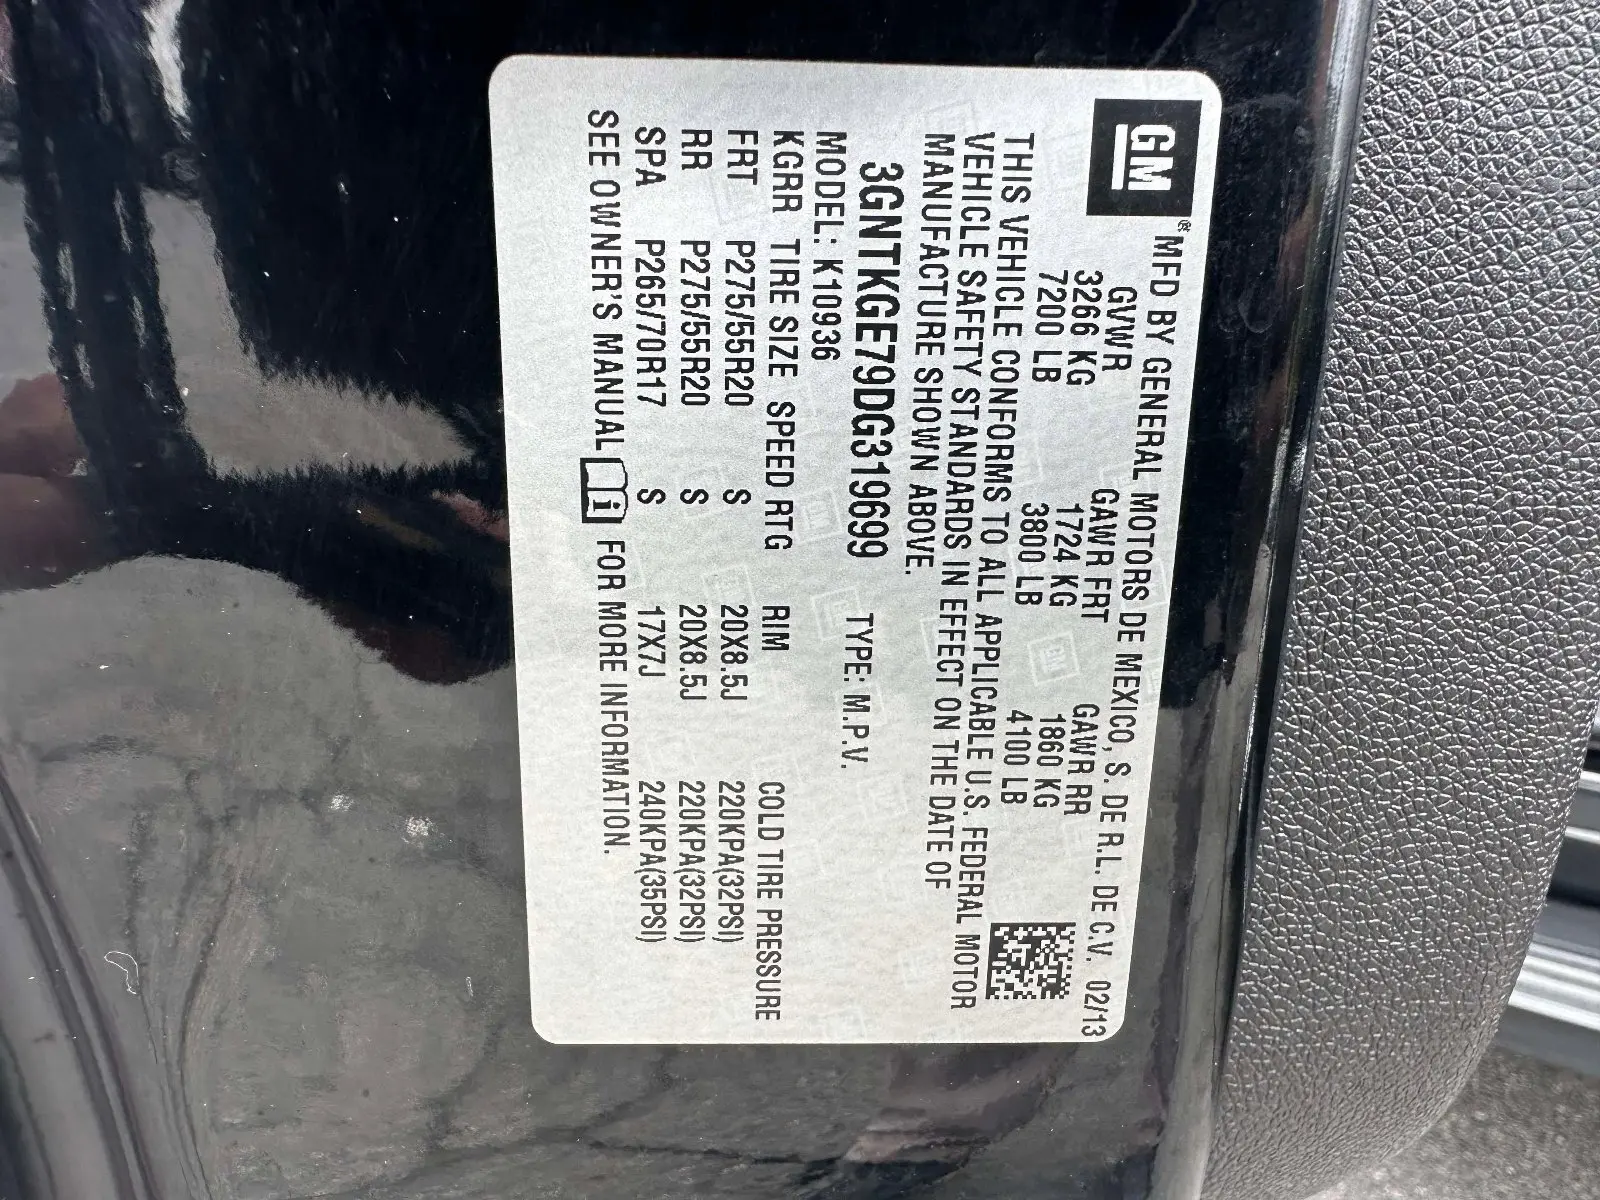 GM
® MFD BY GENERAL MOTORS DE MEXICO, S. DE R.L. DE C.V. 02/13
GVWR GAWR FRT GAWR RR
3266 KG 1724 KG 1860 KG
7200 LB 3800 LB 4100 LB
THIS VEHICLE CONFORMS TO ALL APPLICABLE U.S. FEDERAL MOTOR
VEHICLE SAFETY STANDARDS IN EFFECT ON THE DATE OF
MANUFACTURE SHOWN ABOVE.
3GNTKGE79DG319699 TYPE: M.P.V.
MODEL: K10936
KGRR TIRE SIZE SPEED RTG RIM COLD TIRE PRESSURE
FRT P275/55R20 S 20X8.5J 220KPA(32PSI)
RR P275/55R20 S 20X8.5J 220KPA(32PSI)
SPA P265/70R17 S 17X7J 240KPA(35PSI)
SEE OWNER'S MANUAL i FOR MORE INFORMATION.